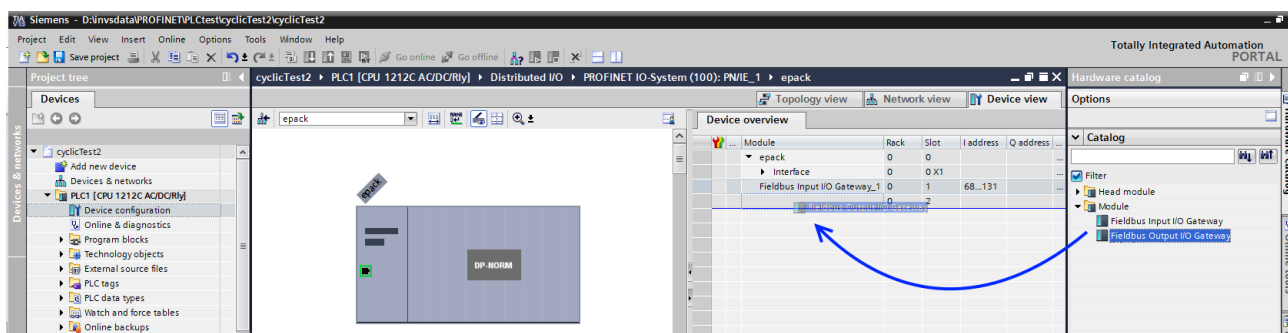 Siemens - D:\invsdata\PROFINET\PLCtest\cyclicTest2\cyclicTest2
Project Edit View Insert Online Options Tools Window Help
Totally Integrated Automation
PORTAL
Save project
Go online
Go offline
Project tree
cyclicTest2 PLC1 [CPU 1212C AC/DC/Rly] Distributed I/O PROFINET IO-System (100): PN/IE_1 epack
Hardware catalog
Devices
Topology view
Network view
Device view
Options
epack
Device overview
Devices & networks
cyclicTest2
Add new device
Devices & networks
PLC1 [CPU 1212C AC/DC/Rly]
Device configuration
Online & diagnostics
Program blocks
Technology objects
External source files
PLC tags
PLC data types
Watch and force tables
Online backups
epack
DP-NORM
... Module Rack Slot I address Q address ...
epack 0 0 ...
Interface 0 0 X1 ...
Fieldbus Input I/O Gateway_1 0 1 68...131
0 2
Fieldbus Output I/O Gateway
Catalog
Filter
Head module
Module
Fieldbus Input I/O Gateway
Fieldbus Output I/O Gateway